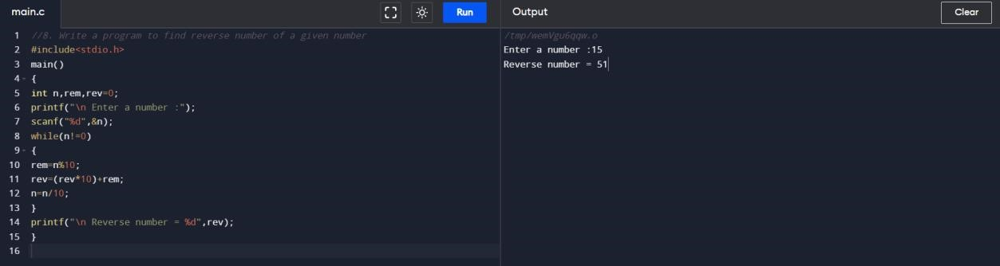 main.c
Run
Output
Clear
1 //8. Write a program to find reverse number of a given number
2 #include<stdio.h>
3 main()
4 {
5 int n,rem,rev=0;
6 printf("\n Enter a number :");
7 scanf("%d",&n);
8 while(n!=0)
9 {
10 rem=n%10;
11 rev=(rev*10)+rem;
12 n=n/10;
13 }
14 printf("\n Reverse number = %d",rev);
15 }
16
/tmp/wemVgu6qqw.o
Enter a number :15
Reverse number = 51